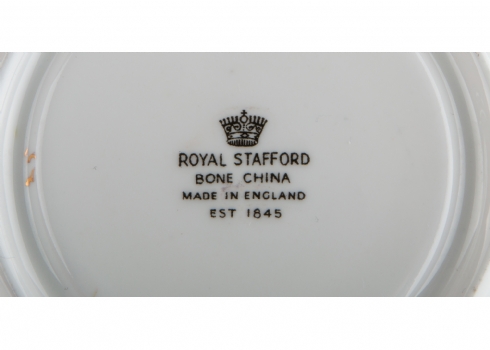 ROYAL STAFFORD
BONE CHINA
MADE IN ENGLAND
EST 1845